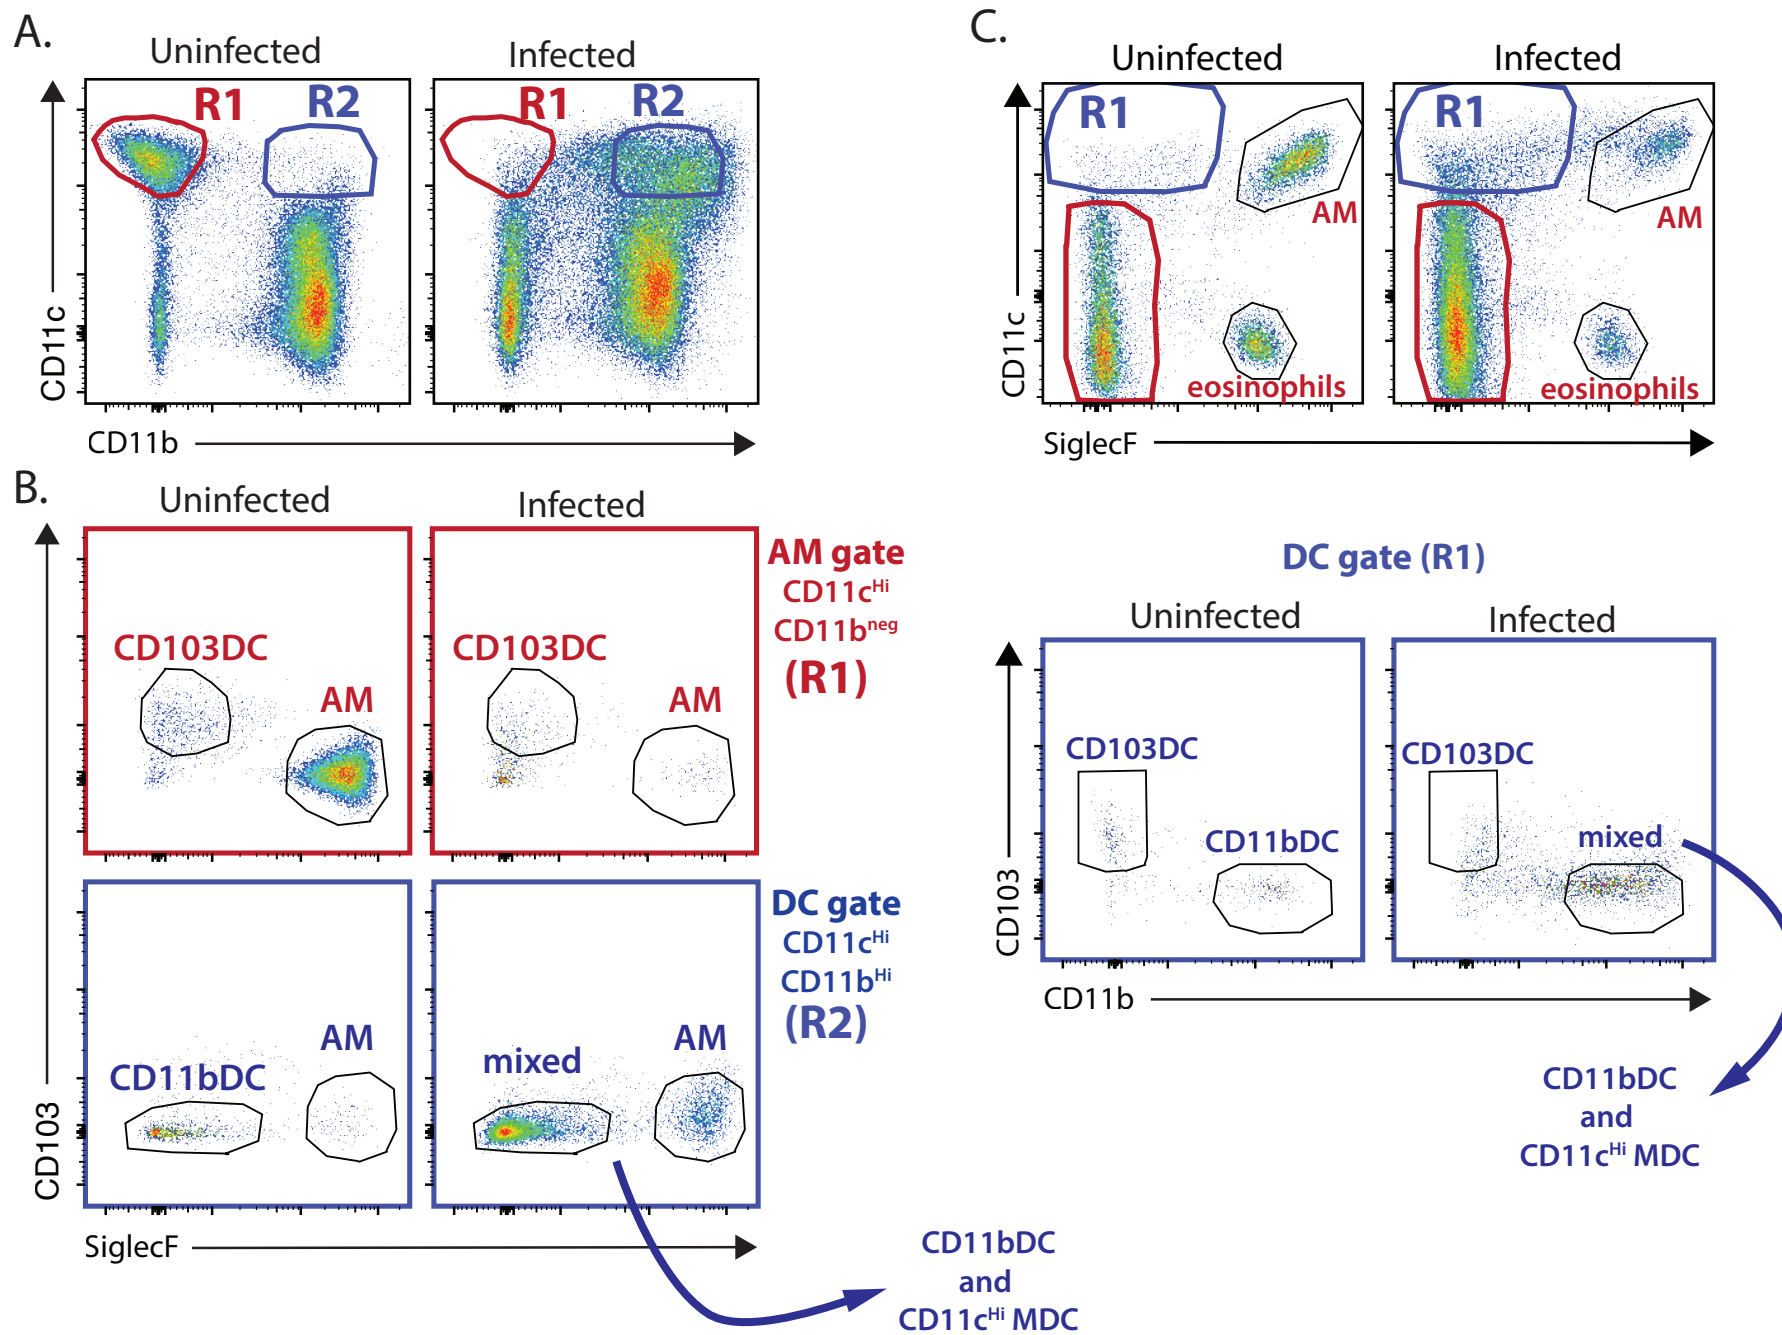 A.
Uninfected
Infected
R1
R2
R1
R2
CD11c
CD11b
B.
Uninfected
Infected
CD103DC
AM
CD103DC
AM
AM gate
CD11cHi
CD11bneg
(R1)
CD11bDC
AM
mixed
AM
DC gate
CD11cHi
CD11bHi
(R2)
CD103
SiglecF
CD11bDC
and
CD11cHi MDC
C.
Uninfected
Infected
R1
AM
eosinophils
R1
AM
eosinophils
CD11c
SiglecF
DC gate (R1)
Uninfected
Infected
CD103DC
CD11bDC
CD103DC
mixed
CD103
CD11b
CD11bDC
and
CD11cHi MDC